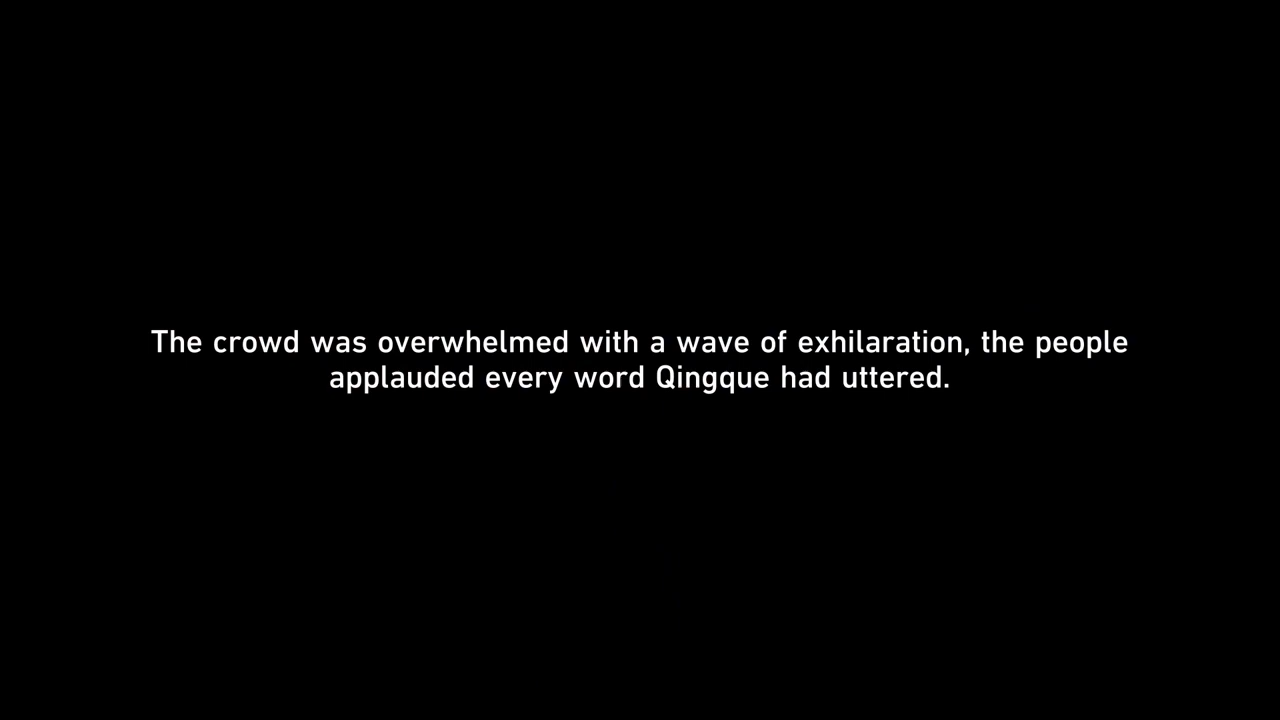 The crowd was overwhelmed with a wave of exhilaration, the people
applauded every word Qingque had uttered.